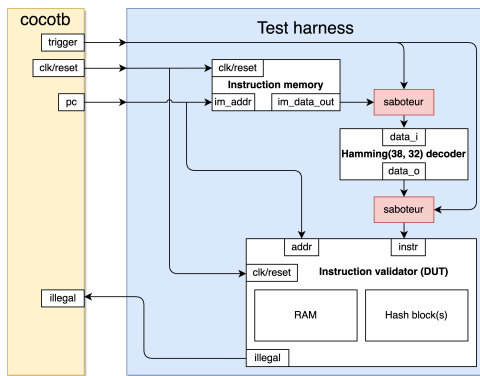 cocotb
Test harness
trigger
clk/reset
pc
illegal
clk/reset
Instruction memory
im_addr
im_data_out
saboteur
data_i
Hamming(38, 32) decoder
data_o
saboteur
addr
instr
clk/reset
Instruction validator (DUT)
RAM
Hash block(s)
illegal